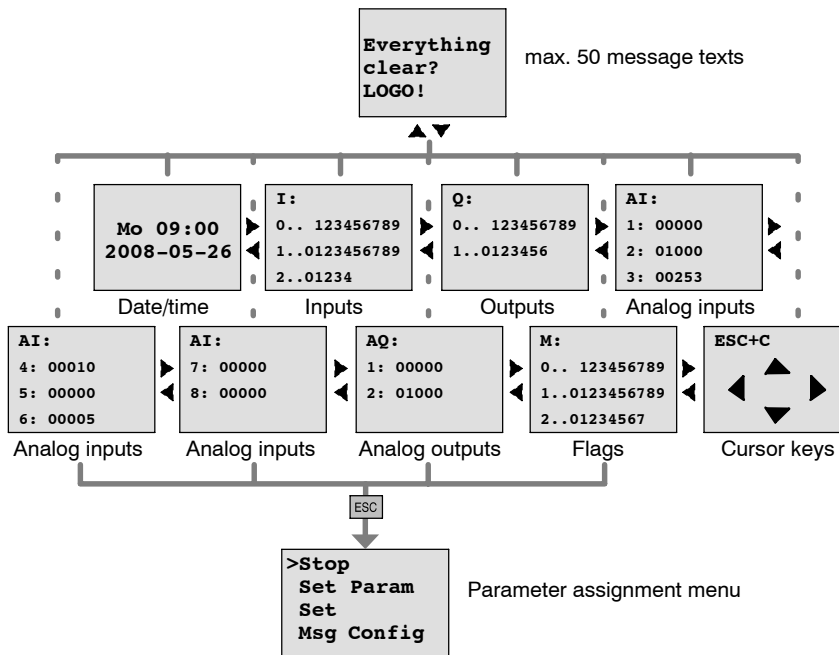 Everything
clear?
LOGO!
max. 50 message texts
Mo 09:00
2008-05-26
Date/time
I:
0.. 123456789
1..0123456789
2..01234
Inputs
Q:
0.. 123456789
1..0123456
Outputs
AI:
1: 00000
2: 01000
3: 00253
Analog inputs
AI:
4: 00010
5: 00000
6: 00005
Analog inputs
AI:
7: 00000
8: 00000
Analog inputs
AQ:
1: 00000
2: 01000
Analog outputs
M:
0.. 123456789
1..0123456789
2..01234567
Flags
ESC+C
Cursor keys
ESC
>Stop
Set Param
Set
Msg Config
Parameter assignment menu